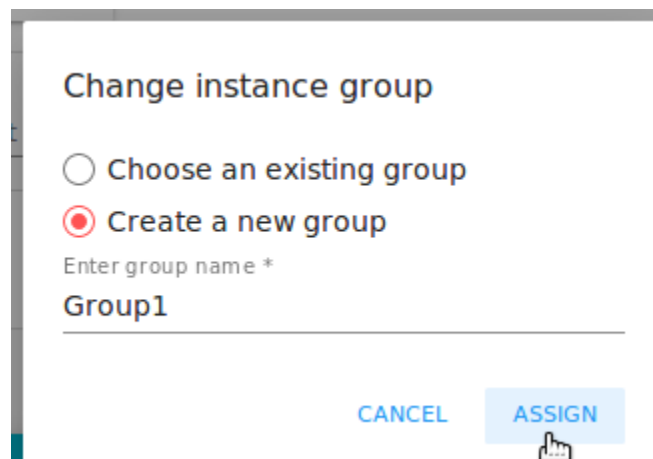 Change instance group
Choose an existing group
Create a new group
Enter group name *
Group1
CANCEL ASSIGN